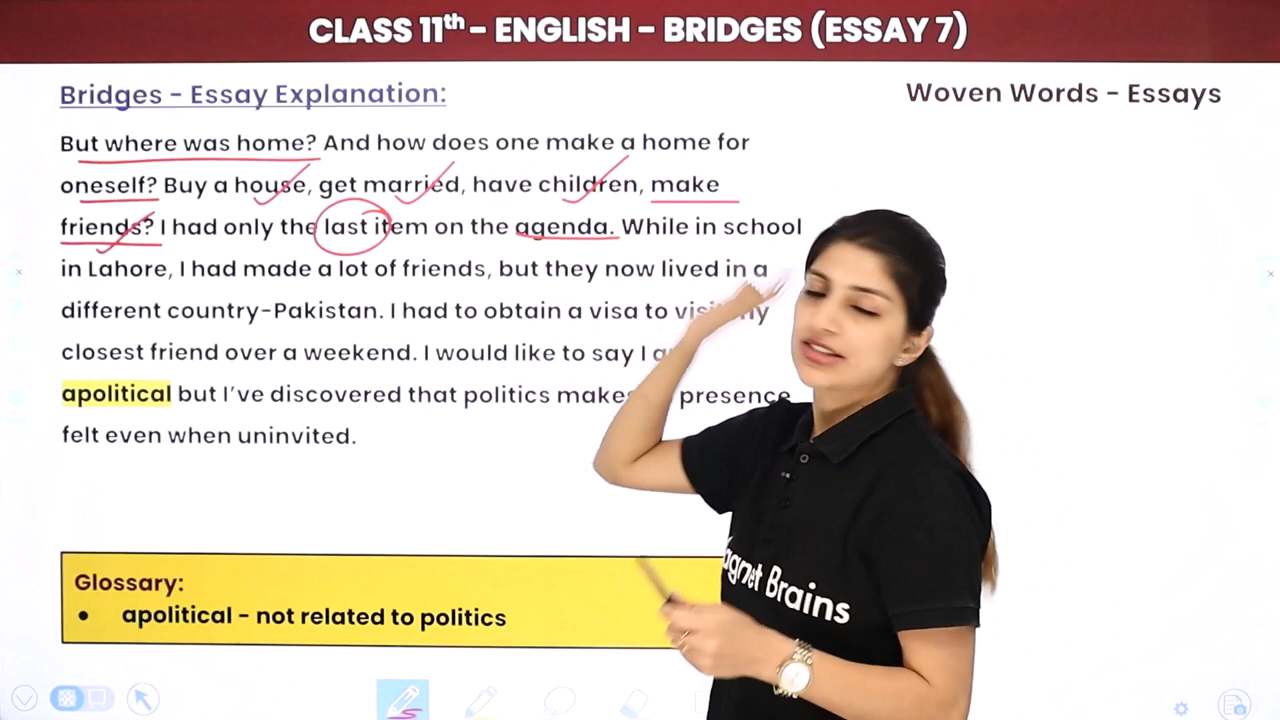 CLASS 11th - ENGLISH - BRIDGES (ESSAY 7)
Bridges - Essay Explanation:
Woven Words - Essays
But where was home? And how does one make a home for
oneself? Buy a house, get married, have children, make
friends? I had only the last item on the agenda. While in school
in Lahore, I had made a lot of friends, but they now lived in a
different country-Pakistan. I had to obtain a visa to
closest friend over a weekend. I would like to say I
apolitical but I've discovered that politics presence
felt even when uninvited.
Glossary:
• apolitical - not related to politics
Brains